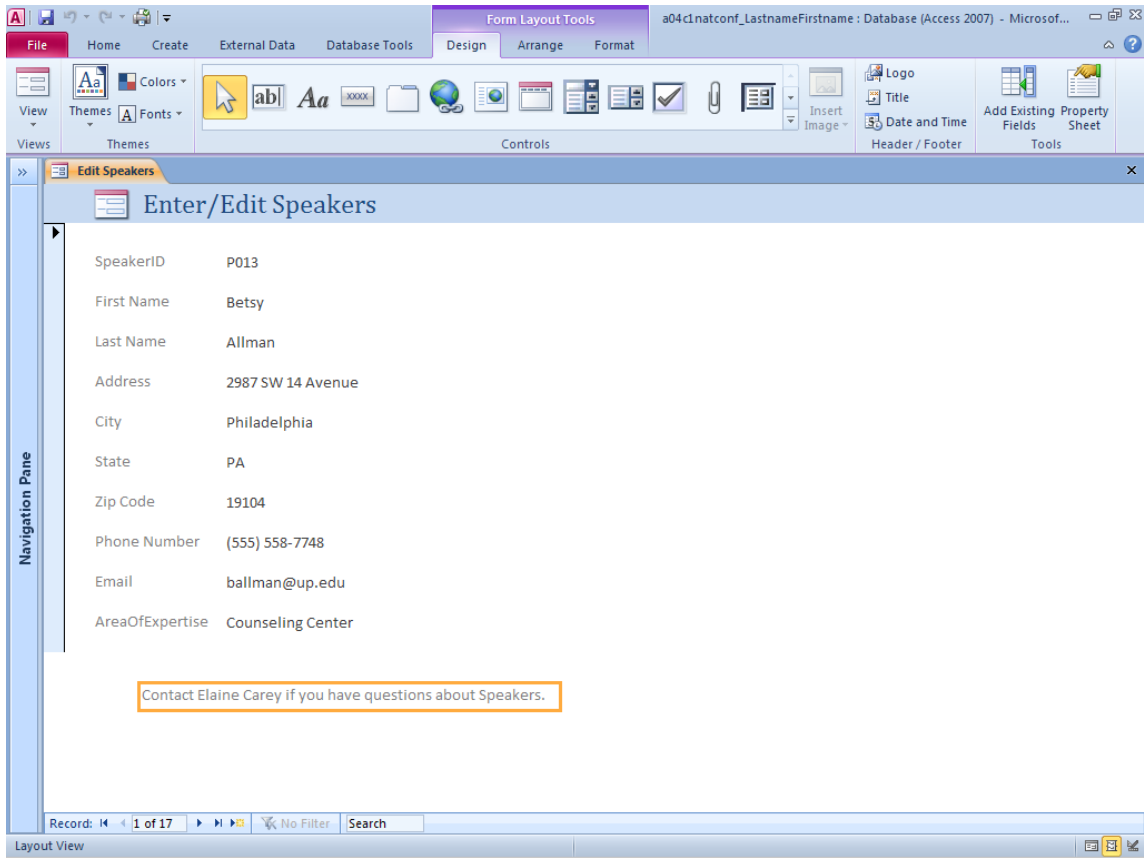 A
Form Layout Tools
a04c1natconf_LastnameFirstname : Database (Access 2007) - Microsof...
File Home Create External Data Database Tools Design Arrange Format
View
Views
Aa
Themes
Colors
A Fonts
Themes
ab|
Aa
xxxx
Controls
Insert
Image
Logo
Title
Date and Time
Header / Footer
Add Existing
Fields
Property
Sheet
Tools
Edit Speakers
Enter/Edit Speakers
Navigation Pane
SpeakerID P013
First Name Betsy
Last Name Allman
Address 2987 SW 14 Avenue
City Philadelphia
State PA
Zip Code 19104
Phone Number (555) 558-7748
Email ballman@up.edu
AreaOfExpertise Counseling Center
Contact Elaine Carey if you have questions about Speakers.
Record: 1 of 17 No Filter Search
Layout View